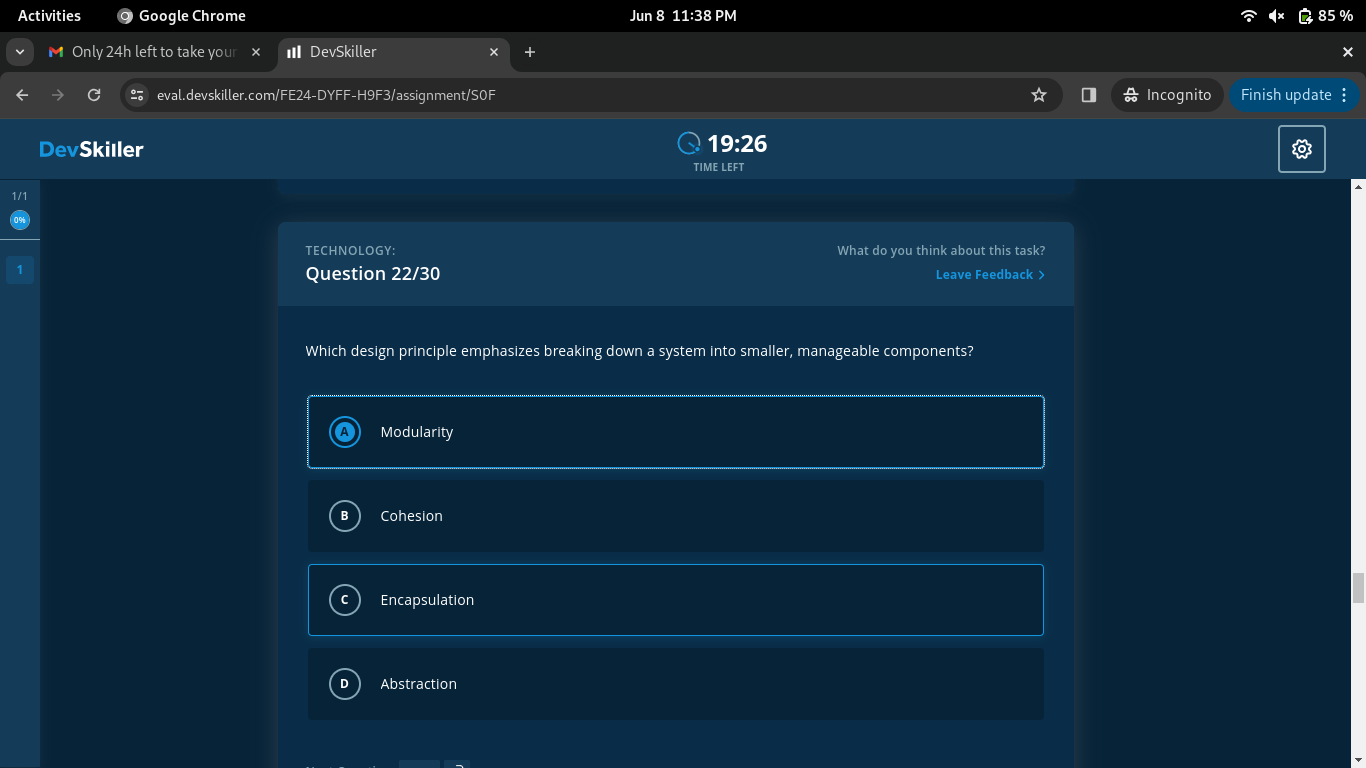 Activities
Google Chrome
Jun 8 11:38 PM
85 %
Only 24h left to take your
DevSkiller
eval.devskiller.com/FE24-DYFF-H9F3/assignment/S0F
Incognito
Finish update
DevSkiller
19:26
TIME LEFT
1/1
0%
1
TECHNOLOGY:
Question 22/30
What do you think about this task?
Leave Feedback
Which design principle emphasizes breaking down a system into smaller, manageable components?
A Modularity
B Cohesion
C Encapsulation
D Abstraction